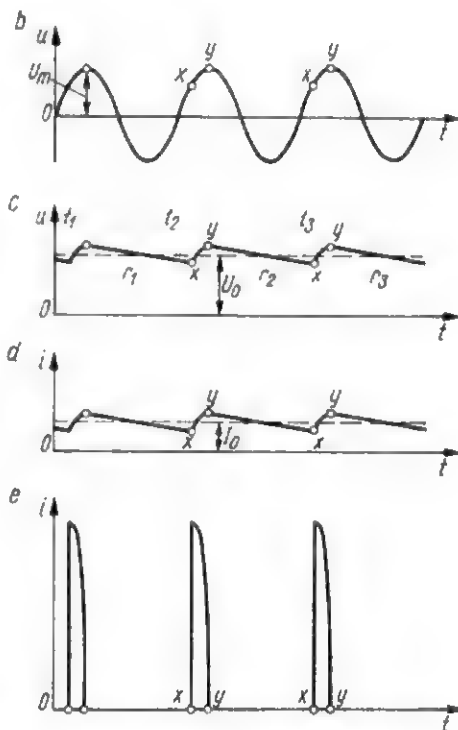 b
u
U_m
x y x y
0
t
c
u t_1 t_2 y t_3 y
r_1 x r_2 x r_3
U_0
0
t
d
i
y y
x x
I_0
0
t
e
i
0
x y x y
t